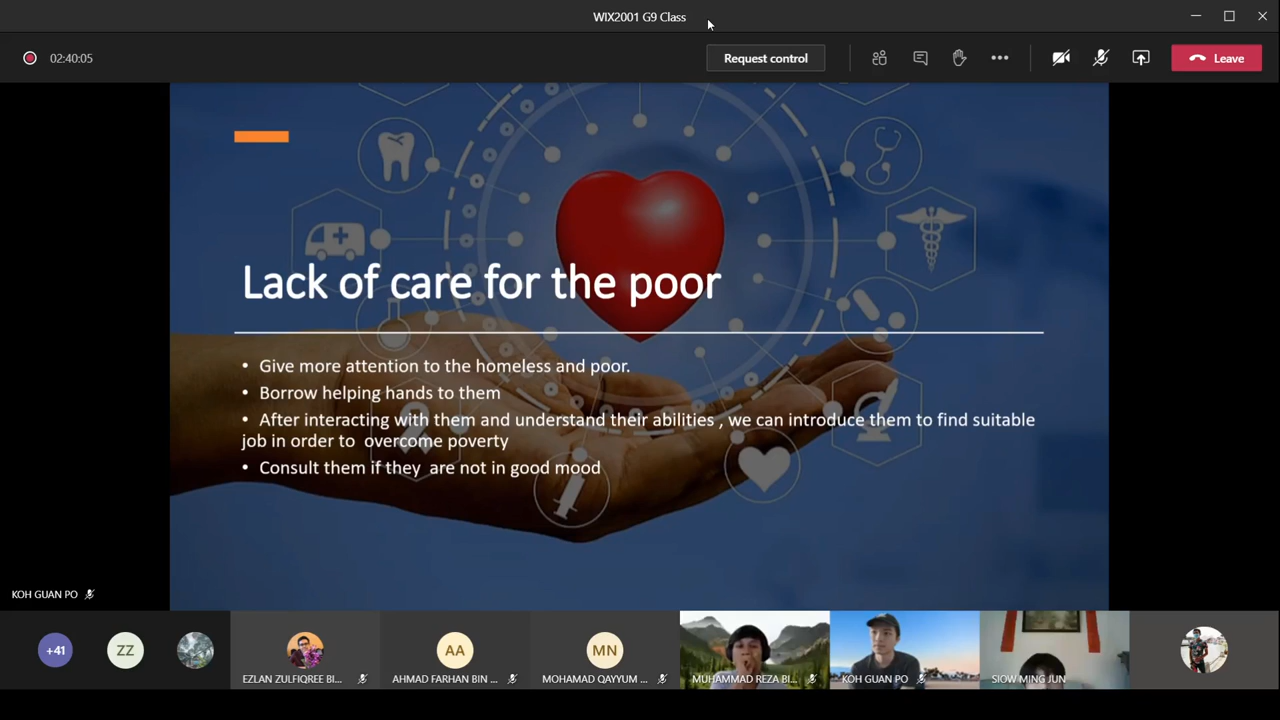 WIX2001 G9 Class
02:40:05
Request control
Leave
Lack of care for the poor
• Give more attention to the homeless and poor.
• Borrow helping hands to them
• After interacting with them and understand their abilities , we can introduce them to find suitable
job in order to overcome poverty
• Consult them if they are not in good mood
KOH GUAN PO
+41
ZZ
AA
MN
EZLAN ZULFIQREE BI...
AHMAD FARHAN BIN ...
MOHAMAD QAYYUM ...
MUHAMMAD REZA BI...
KOH GUAN PO
SIOW MING JUN